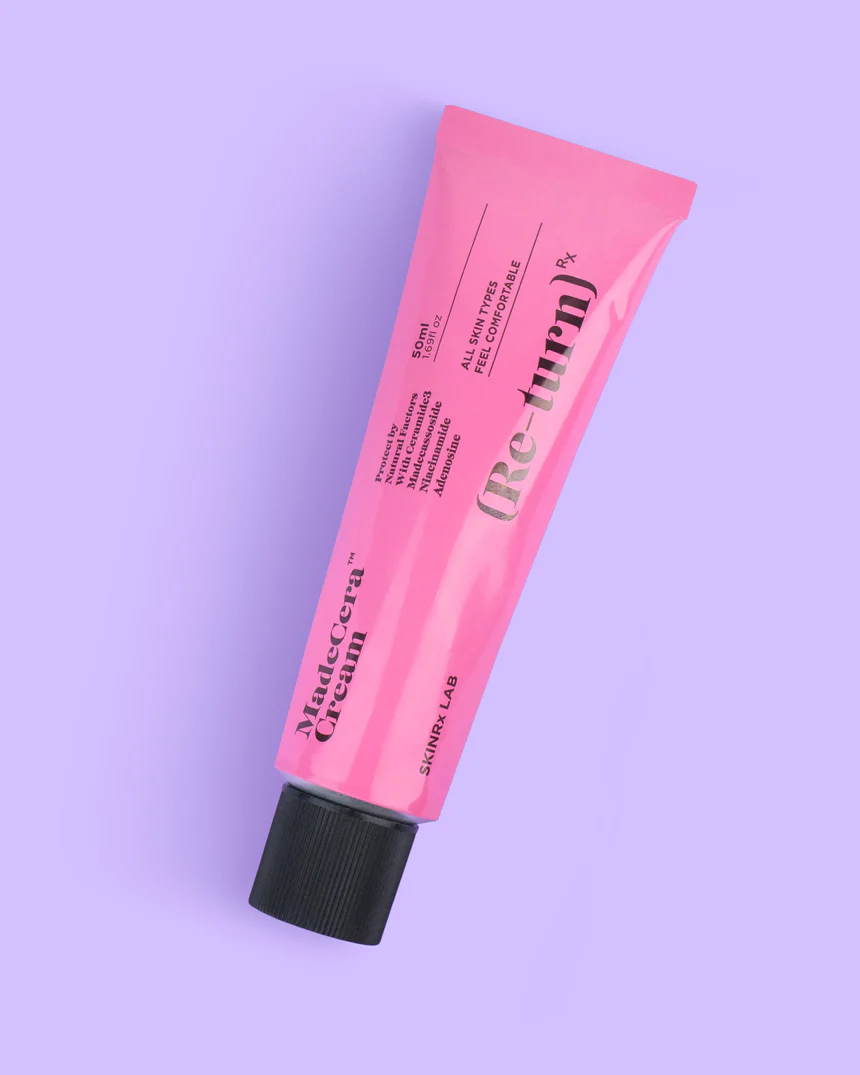 50ml
1.69fl oz
ALL SKIN TYPES
FEEL COMFORTABLE
(Re-turn) Rx
Protect by
Natural Factors
With Ceramide3
Madecassoside
Niacinamide
Adenosine
MadeCera™
Cream
SKINRx LAB